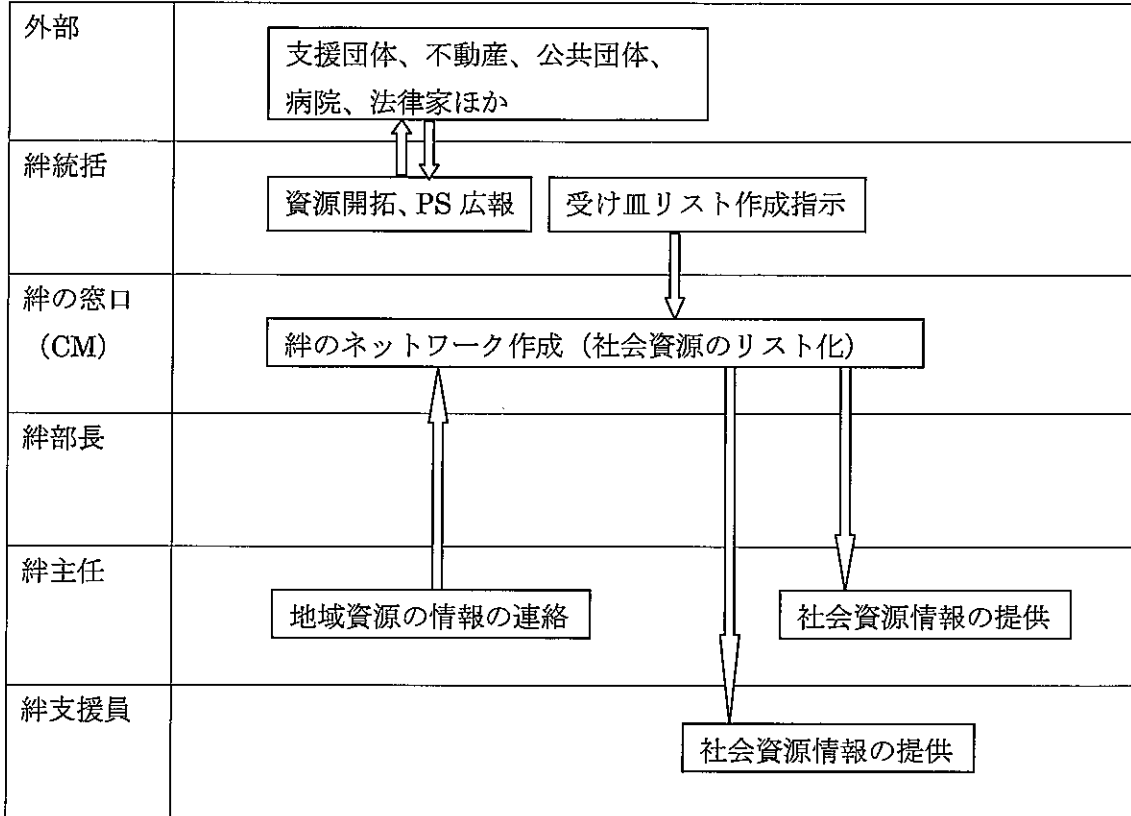 外部
支援団体、不動産、公共団体、
病院、法律家ほか
絆統括
資源開拓、PS 広報
受け皿リスト作成指示
絆の窓口
（CM）
絆のネットワーク作成（社会資源のリスト化）
絆部長
絆主任
地域資源の情報の連絡
社会資源情報の提供
絆支援員
社会資源情報の提供